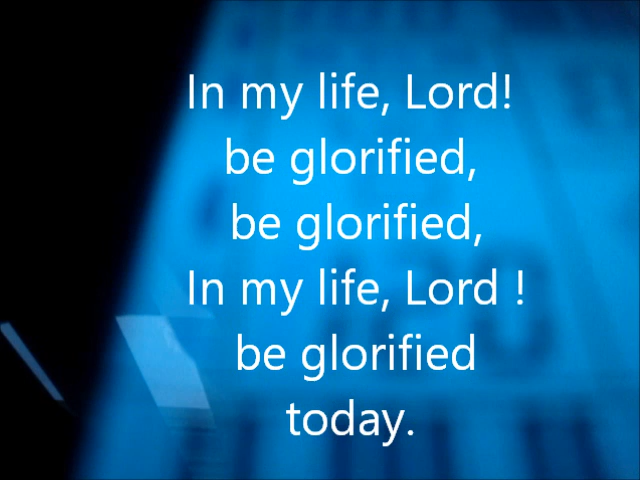 In my life, Lord!
be glorified,
be glorified,
In my life, Lord !
be glorified
today.